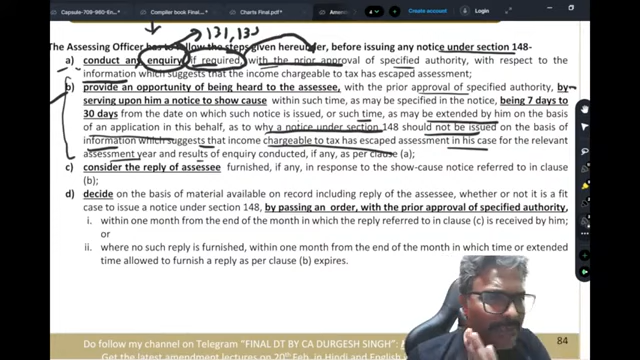 Capsule-708-980 - Enqui...
Compiler book Final C...
Charts Final.pdf
Amen
131, 133
The Assessing Officer has to follow the steps given hereunder, before issuing any notice under section 148-
a) conduct any enquiry, if required, with the prior approval of specified authority, with respect to the
information which suggests that the income chargeable to tax has escaped assessment;
b) provide an opportunity of being heard to the assessee, with the prior approval of specified authority, by
serving upon him a notice to show cause within such time, as may be specified in the notice, being 7 days to
30 days from the date on which such notice is issued, or such time, as may be extended by him on the basis
of an application in this behalf, as to why a notice under section 148 should not be issued on the basis of
information which suggests that income chargeable to tax has escaped assessment in his case for the relevant
assessment year and results of enquiry conducted, if any, as per clause (a);
c) consider the reply of assessee furnished, if any, in response to the show-cause notice referred to in clause
(b);
d) decide on the basis of material available on record including reply of the assessee, whether or not it is a fit
case to issue a notice under section 148, by passing an order, with the prior approval of specified authority,
i. within one month from the end of the month in which the reply referred to in clause (c) is received by him;
or
ii. where no such reply is furnished, within one month from the end of the month in which time or extended
time allowed to furnish a reply as per clause (b) expires.
84
Do follow my channel on Telegram "FINAL DT BY CA DURGESH SINGH"
Get the latest amendment lectures on 20th Feb. in Hindi and English